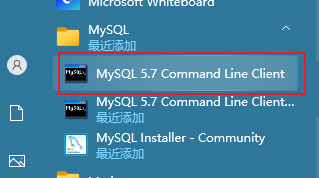 Microsoft Whiteboard
MySQL
最近添加
MySQL 5.7 Command Line Client
MySQL 5.7 Command Line Client...
最近添加
MySQL Installer - Community
最近添加